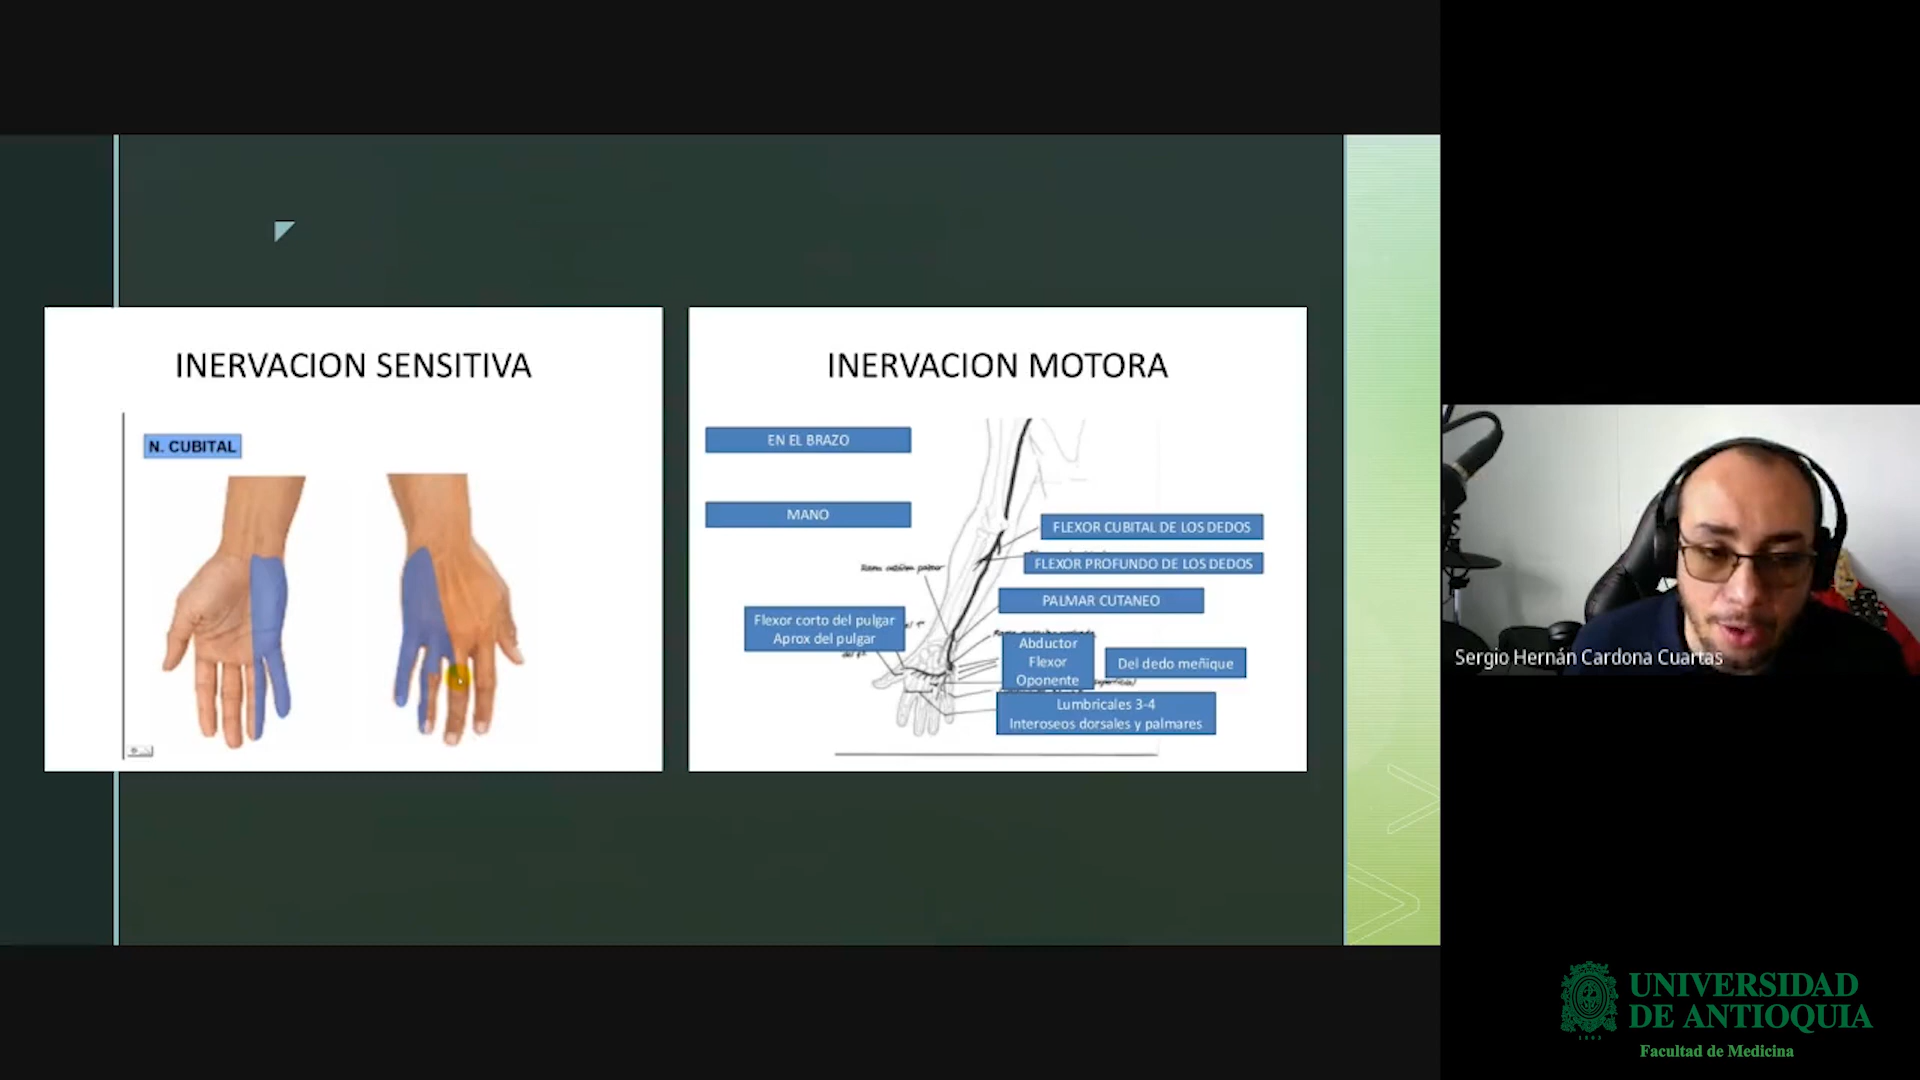 INERVACION SENSITIVA
N. CUBITAL
INERVACION MOTORA
EN EL BRAZO
MANO
FLEXOR CUBITAL DE LOS DEDOS
FLEXOR PROFUNDO DE LOS DEDOS
PALMAR CUTANEO
Flexor corto del pulgar
Aprox del pulgar
Abductor
Flexor
Oponente
Del dedo meñique
Lumbricales 3-4
Interoseos dorsales y palmares
Sergio Hernán Cardona Cuartas
UNIVERSIDAD
DE ANTIOQUIA
1803
Facultad de Medicina